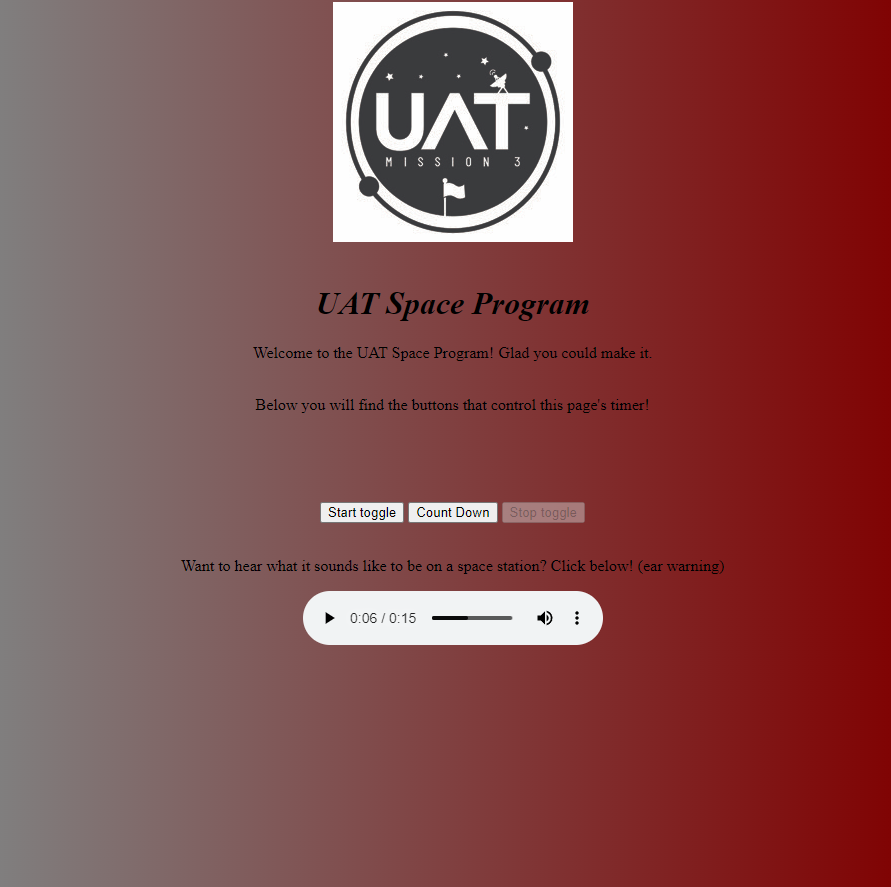 UAT
MISSION 3
UAT Space Program
Welcome to the UAT Space Program! Glad you could make it.
Below you will find the buttons that control this page's timer!
Start toggle Count Down Stop toggle
Want to hear what it sounds like to be on a space station? Click below! (ear warning)
0:06 / 0:15